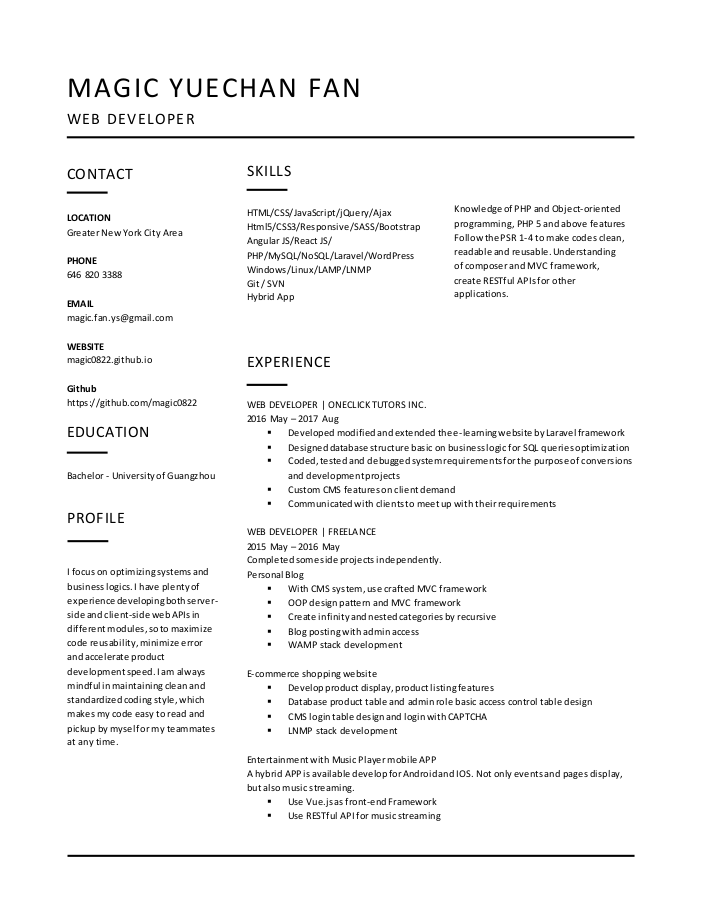 MAGIC YUECHAN FAN
WEB DEVELOPER
CONTACT
LOCATION
Greater New York City Area
PHONE
646 820 3388
EMAIL
magic.fan.ys@gmail.com
WEBSITE
magic0822.github.io
Github
https://github.com/magic0822
EDUCATION
Bachelor - University of Guangzhou
PROFILE
I focus on optimizing systems and
business logics. I have plenty of
experience developing both server-
side and client-side web APIs in
different modules, so to maximize
code reusability, minimize error
and accelerate product
development speed. I am always
mindful in maintaining clean and
standardized coding style, which
makes my code easy to read and
pickup by myself or my teammates
at any time.
SKILLS
HTML/CSS/JavaScript/jQuery/Ajax
Html5/CSS3/Responsive/SASS/Bootstrap
Angular JS/React JS/
PHP/MySQL/NoSQL/Laravel/WordPress
Windows/Linux/LAMP/LNMP
Git / SVN
Hybrid App
Knowledge of PHP and Object-oriented
programming, PHP 5 and above features
Follow the PSR 1-4 to make codes clean,
readable and reusable. Understanding
of composer and MVC framework,
create RESTful APIs for other
applications.
EXPERIENCE
WEB DEVELOPER | ONECLICK TUTORS INC.
2016 May – 2017 Aug
▪ Developed modified and extended the e-learning website by Laravel framework
▪ Designed database structure basic on business logic for SQL queries optimization
▪ Coded, tested and debugged system requirements for the purpose of conversions
and development projects
▪ Custom CMS features on client demand
▪ Communicated with clients to meet up with their requirements
WEB DEVELOPER | FREELANCE
2015 May – 2016 May
Completed some side projects independently.
Personal Blog
▪ With CMS system, use crafted MVC framework
▪ OOP design pattern and MVC framework
▪ Create infinity and nested categories by recursive
▪ Blog posting with admin access
▪ WAMP stack development
E-commerce shopping website
▪ Develop product display, product listing features
▪ Database product table and admin role basic access control table design
▪ CMS login table design and login with CAPTCHA
▪ LNMP stack development
Entertainment with Music Player mobile APP
A hybrid APP is available develop for Android and IOS. Not only events and pages display,
but also music streaming.
▪ Use Vue.js as front-end Framework
▪ Use RESTful API for music streaming